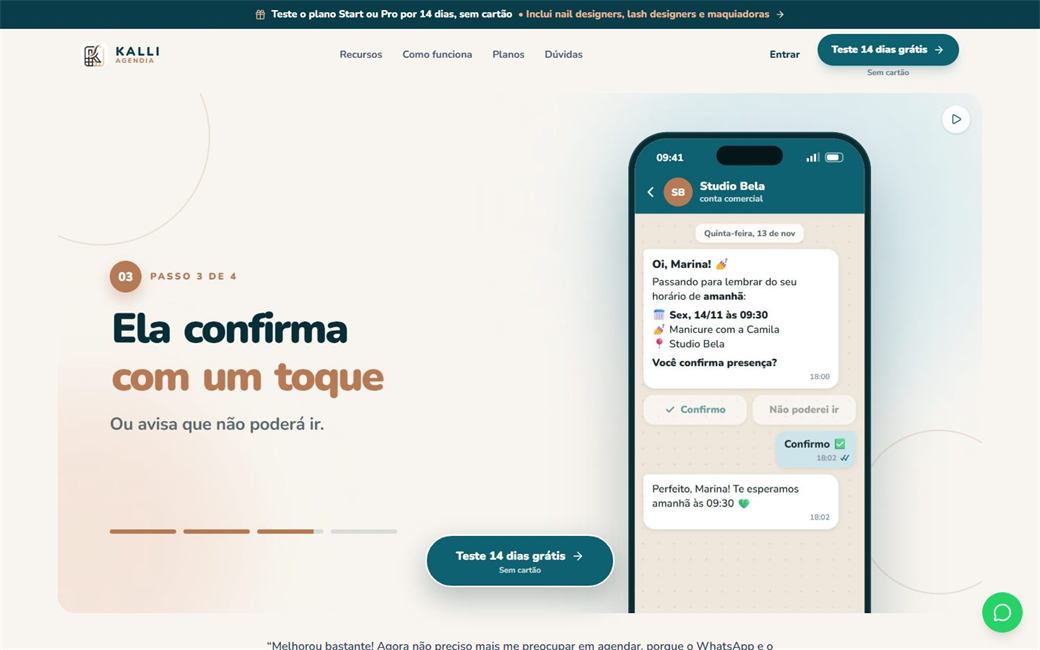 Teste o plano Start ou Pro por 14 dias, sem cartão • Inclui nail designers, lash designers e maquiadoras →
KALLI
AGENDIA
Recursos
Como funciona
Planos
Dúvidas
Entrar
Teste 14 dias grátis →
Sem cartão
03
PASSO 3 DE 4
Ela confirma
com um toque
Ou avisa que não poderá ir.
Teste 14 dias grátis →
Sem cartão
09:41
SB
Studio Bela
conta comercial
Quinta-feira, 13 de nov
Oi, Marina! 💅
Passando para lembrar do seu
horário de amanhã:
🗓️ Sex, 14/11 às 09:30
💅 Manicure com a Camila
📍 Studio Bela
Você confirma presença?
18:00
✓ Confirmo
Não poderei ir
Confirmo ✅
18:02
Perfeito, Marina! Te esperamos
amanhã às 09:30 💚
18:02
“Melhorou bastante! Agora não preciso mais me preocupar em agendar, porque o WhatsApp e o